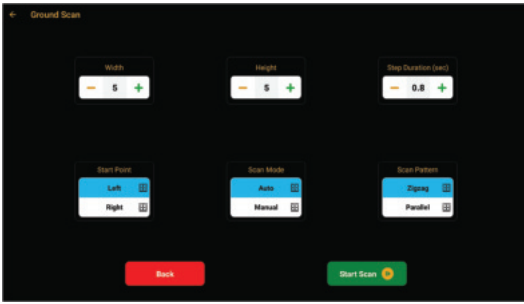 Ground Scan
Width Height Step Duration (sec)
− 5 + − 5 + − 0.8 +
Start Point Scan Mode Scan Pattern
Left Auto Zigzag
Right Manual Parallel
Back Start Scan